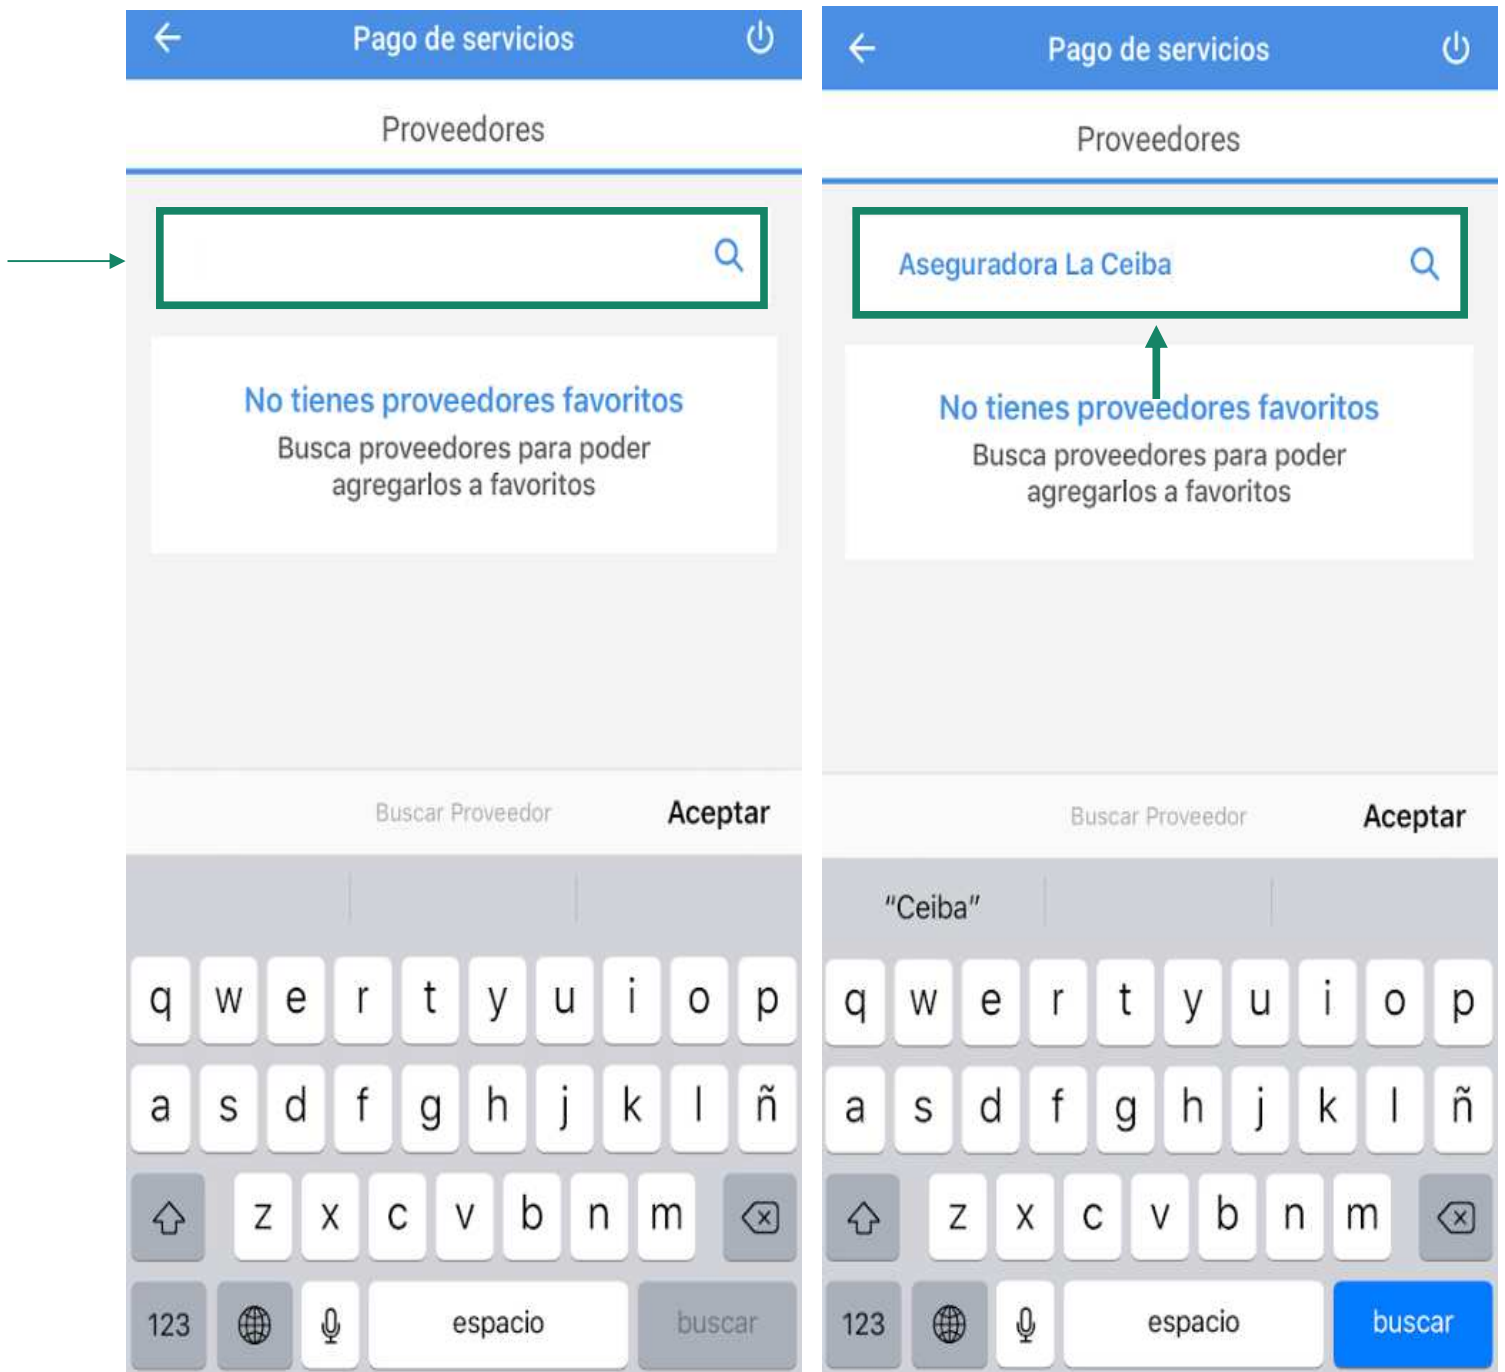 Pago de servicios
Proveedores
No tienes proveedores favoritos
Busca proveedores para poder
agregarlos a favoritos
Buscar Proveedor Aceptar
q w e r t y u i o p
a s d f g h j k l ñ
z x c v b n m
123 espacio buscar
Pago de servicios
Proveedores
Aseguradora La Ceiba
No tienes proveedores favoritos
Busca proveedores para poder
agregarlos a favoritos
Buscar Proveedor Aceptar
"Ceiba"
q w e r t y u i o p
a s d f g h j k l ñ
z x c v b n m
123 espacio buscar